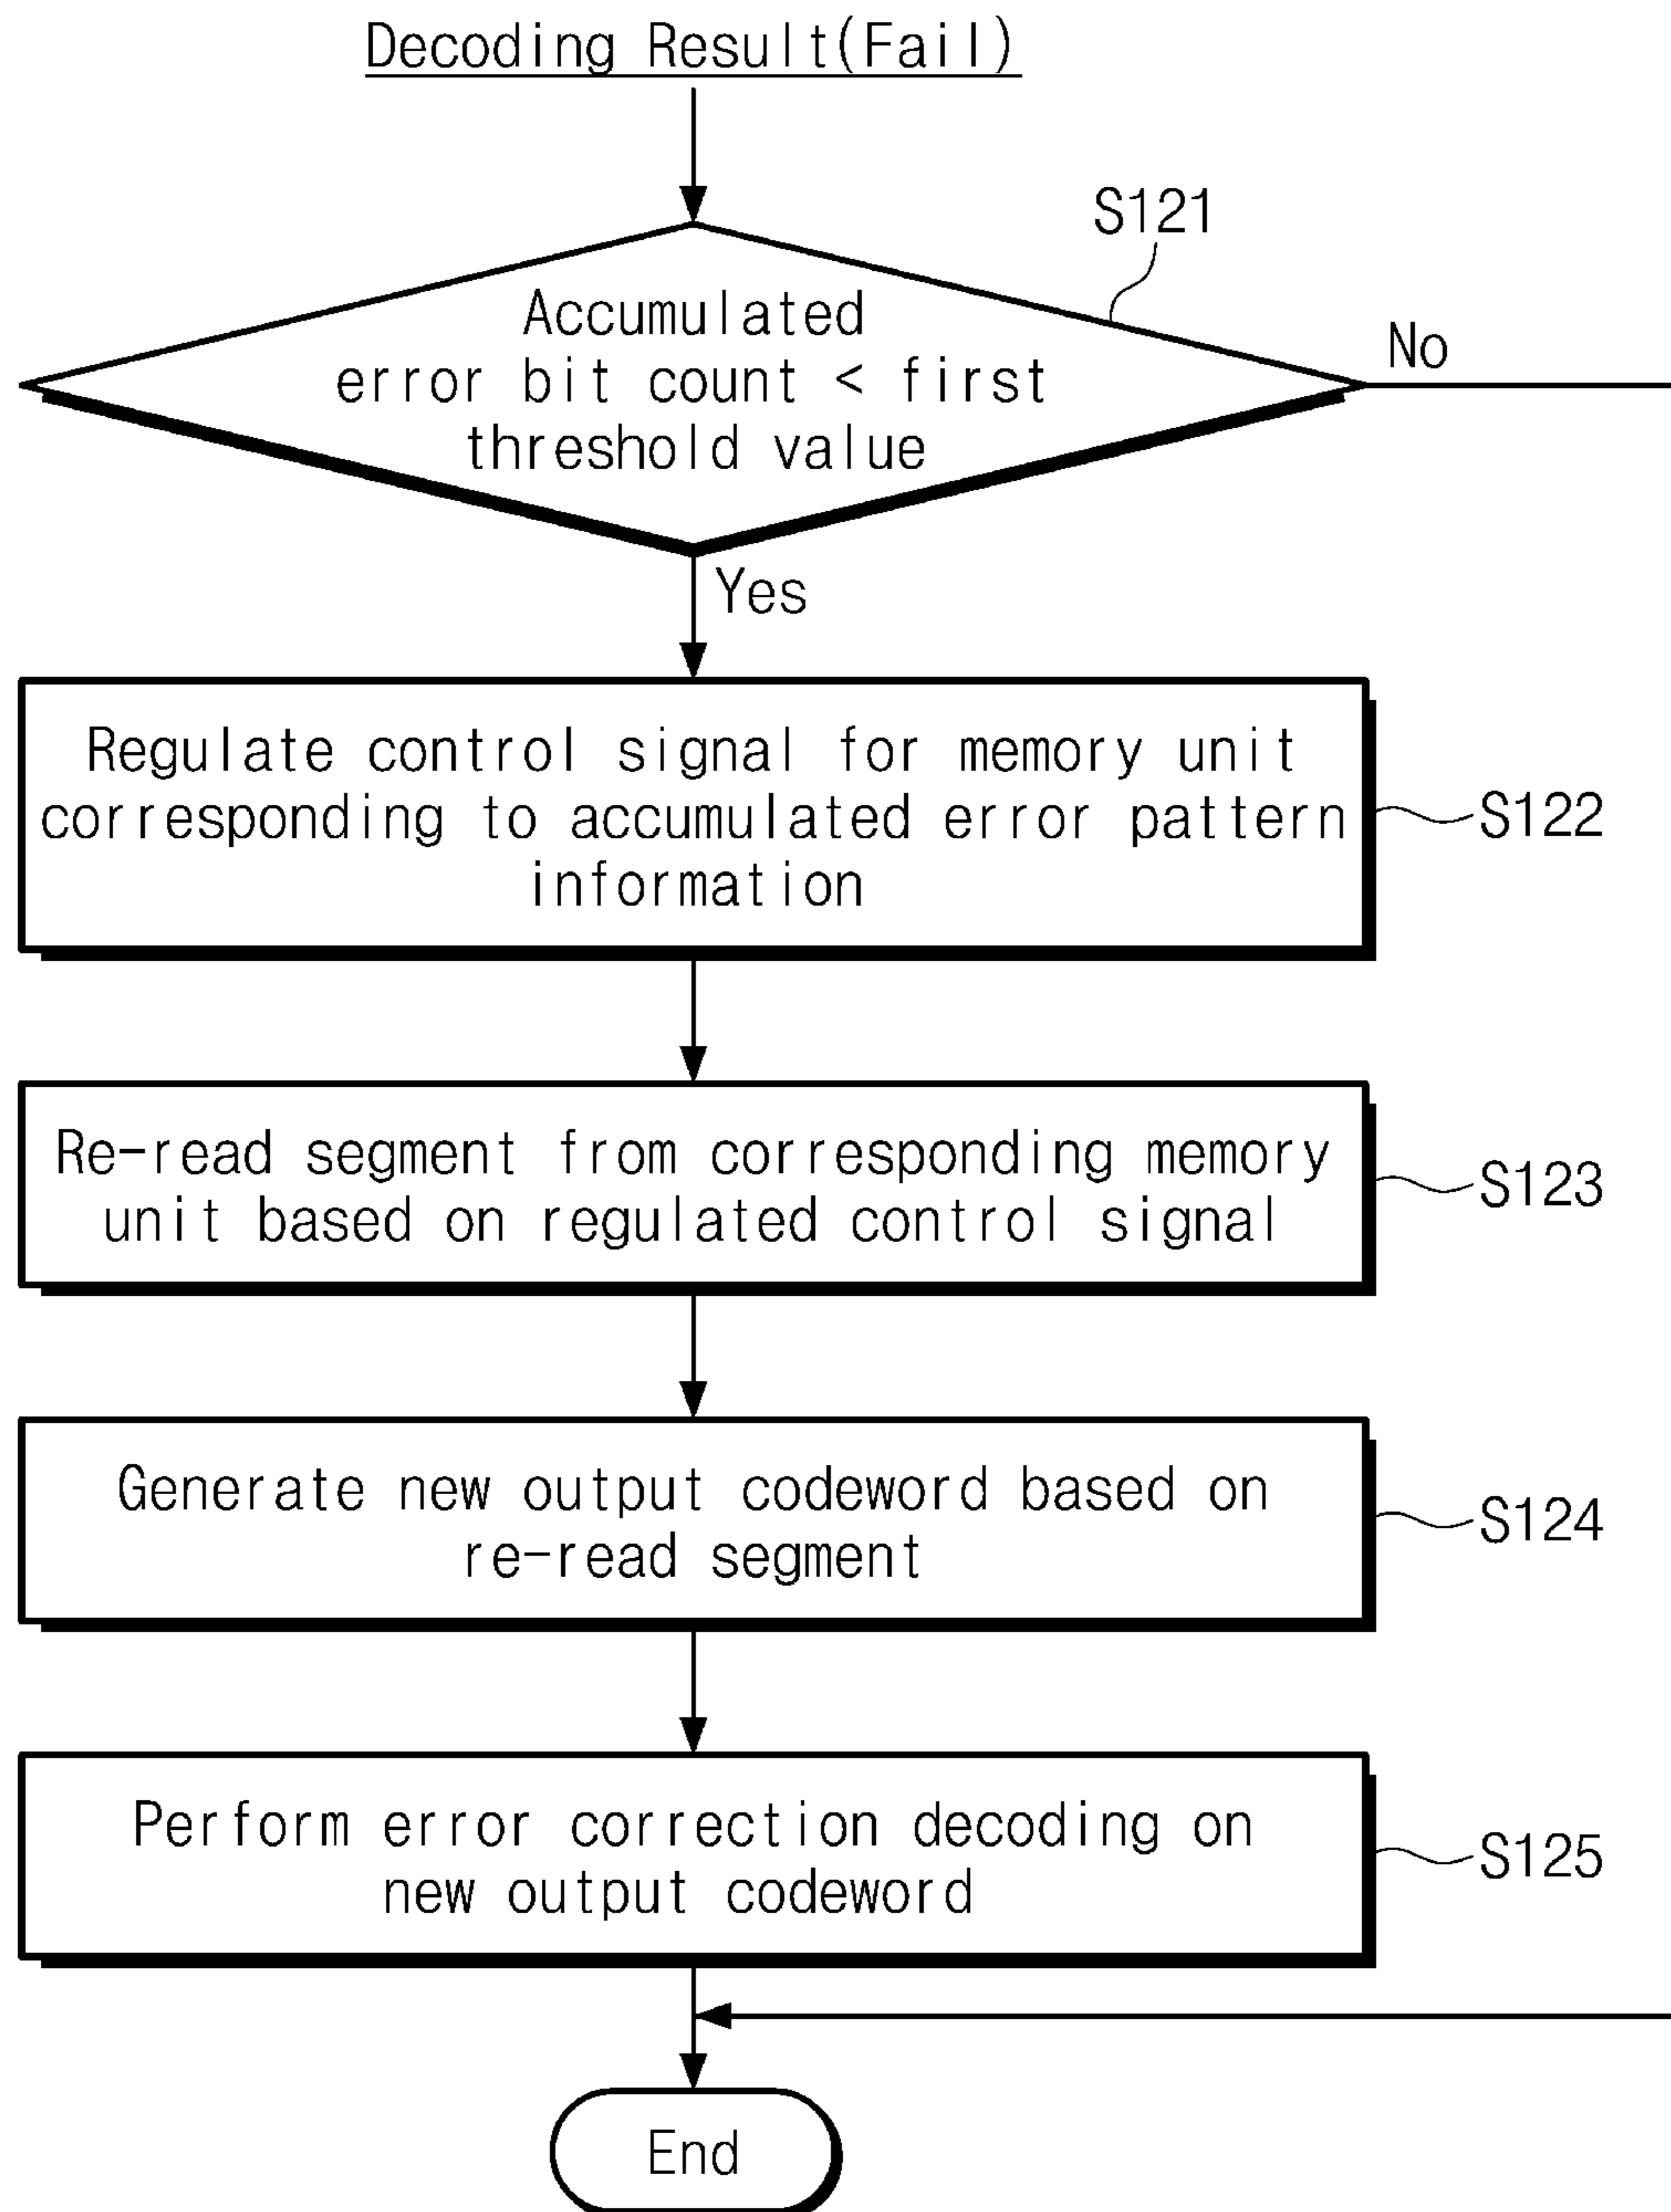 Decoding Result(Fail)
S121
Accumulated
error bit count < first
threshold value
No
Yes
Regulate control signal for memory unit
corresponding to accumulated error pattern
information
S122
Re-read segment from corresponding memory
unit based on regulated control signal
S123
Generate new output codeword based on
re-read segment
S124
Perform error correction decoding on
new output codeword
S125
End